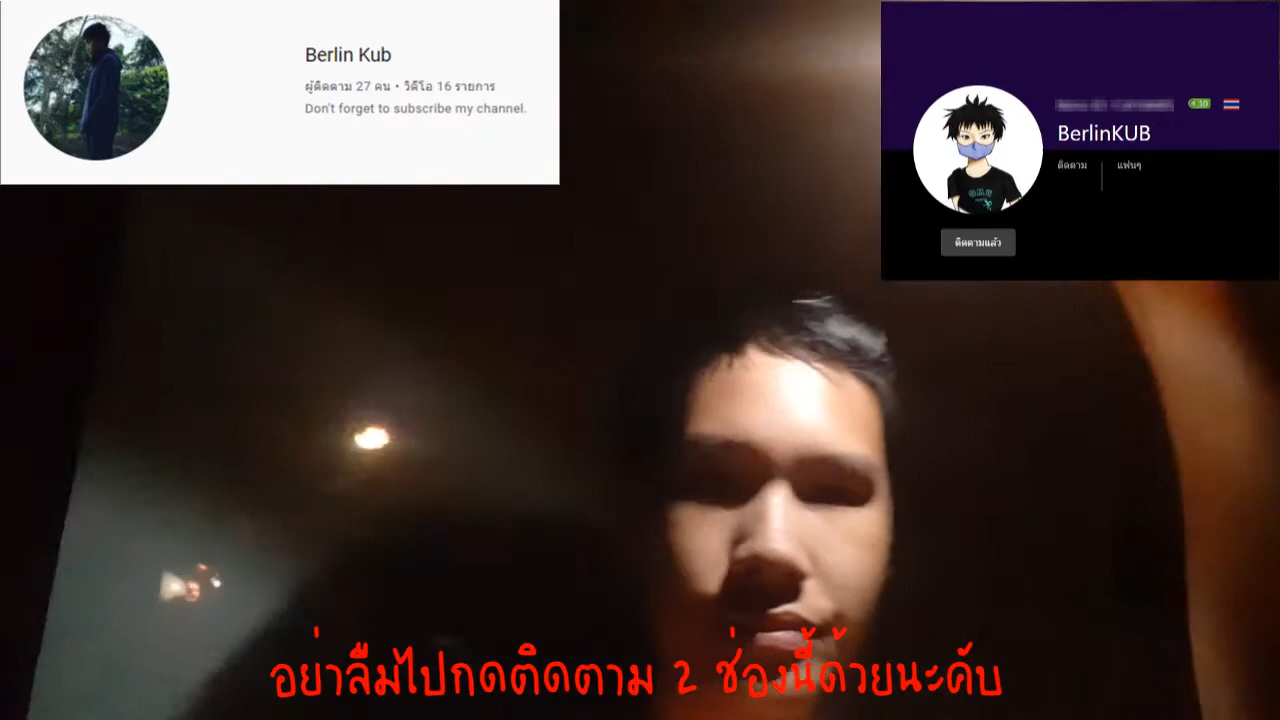 Berlin Kub
ผู้ติดตาม 27 คน • วิดีโอ 16 รายการ
Don't forget to subscribe my channel.
10
BerlinKUB
ติดตาม
แฟนๆ
ติดตามแล้ว
อย่าลืมไปกดติดตาม 2 ช่องนี้ด้วยนะคับ